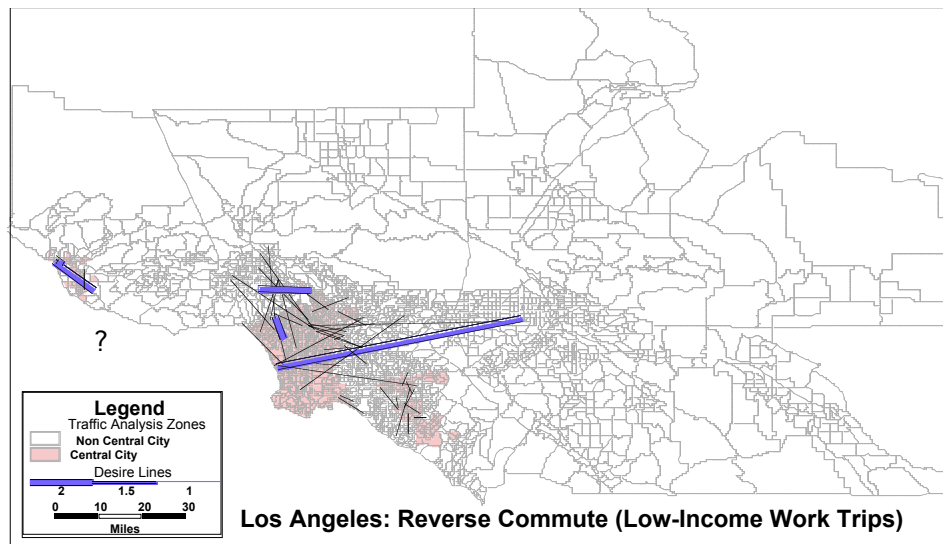 ?
Legend
Traffic Analysis Zones
Non Central City
Central City
Desire Lines
2 1.5 1
0 10 20 30
Miles
Los Angeles: Reverse Commute (Low-Income Work Trips)